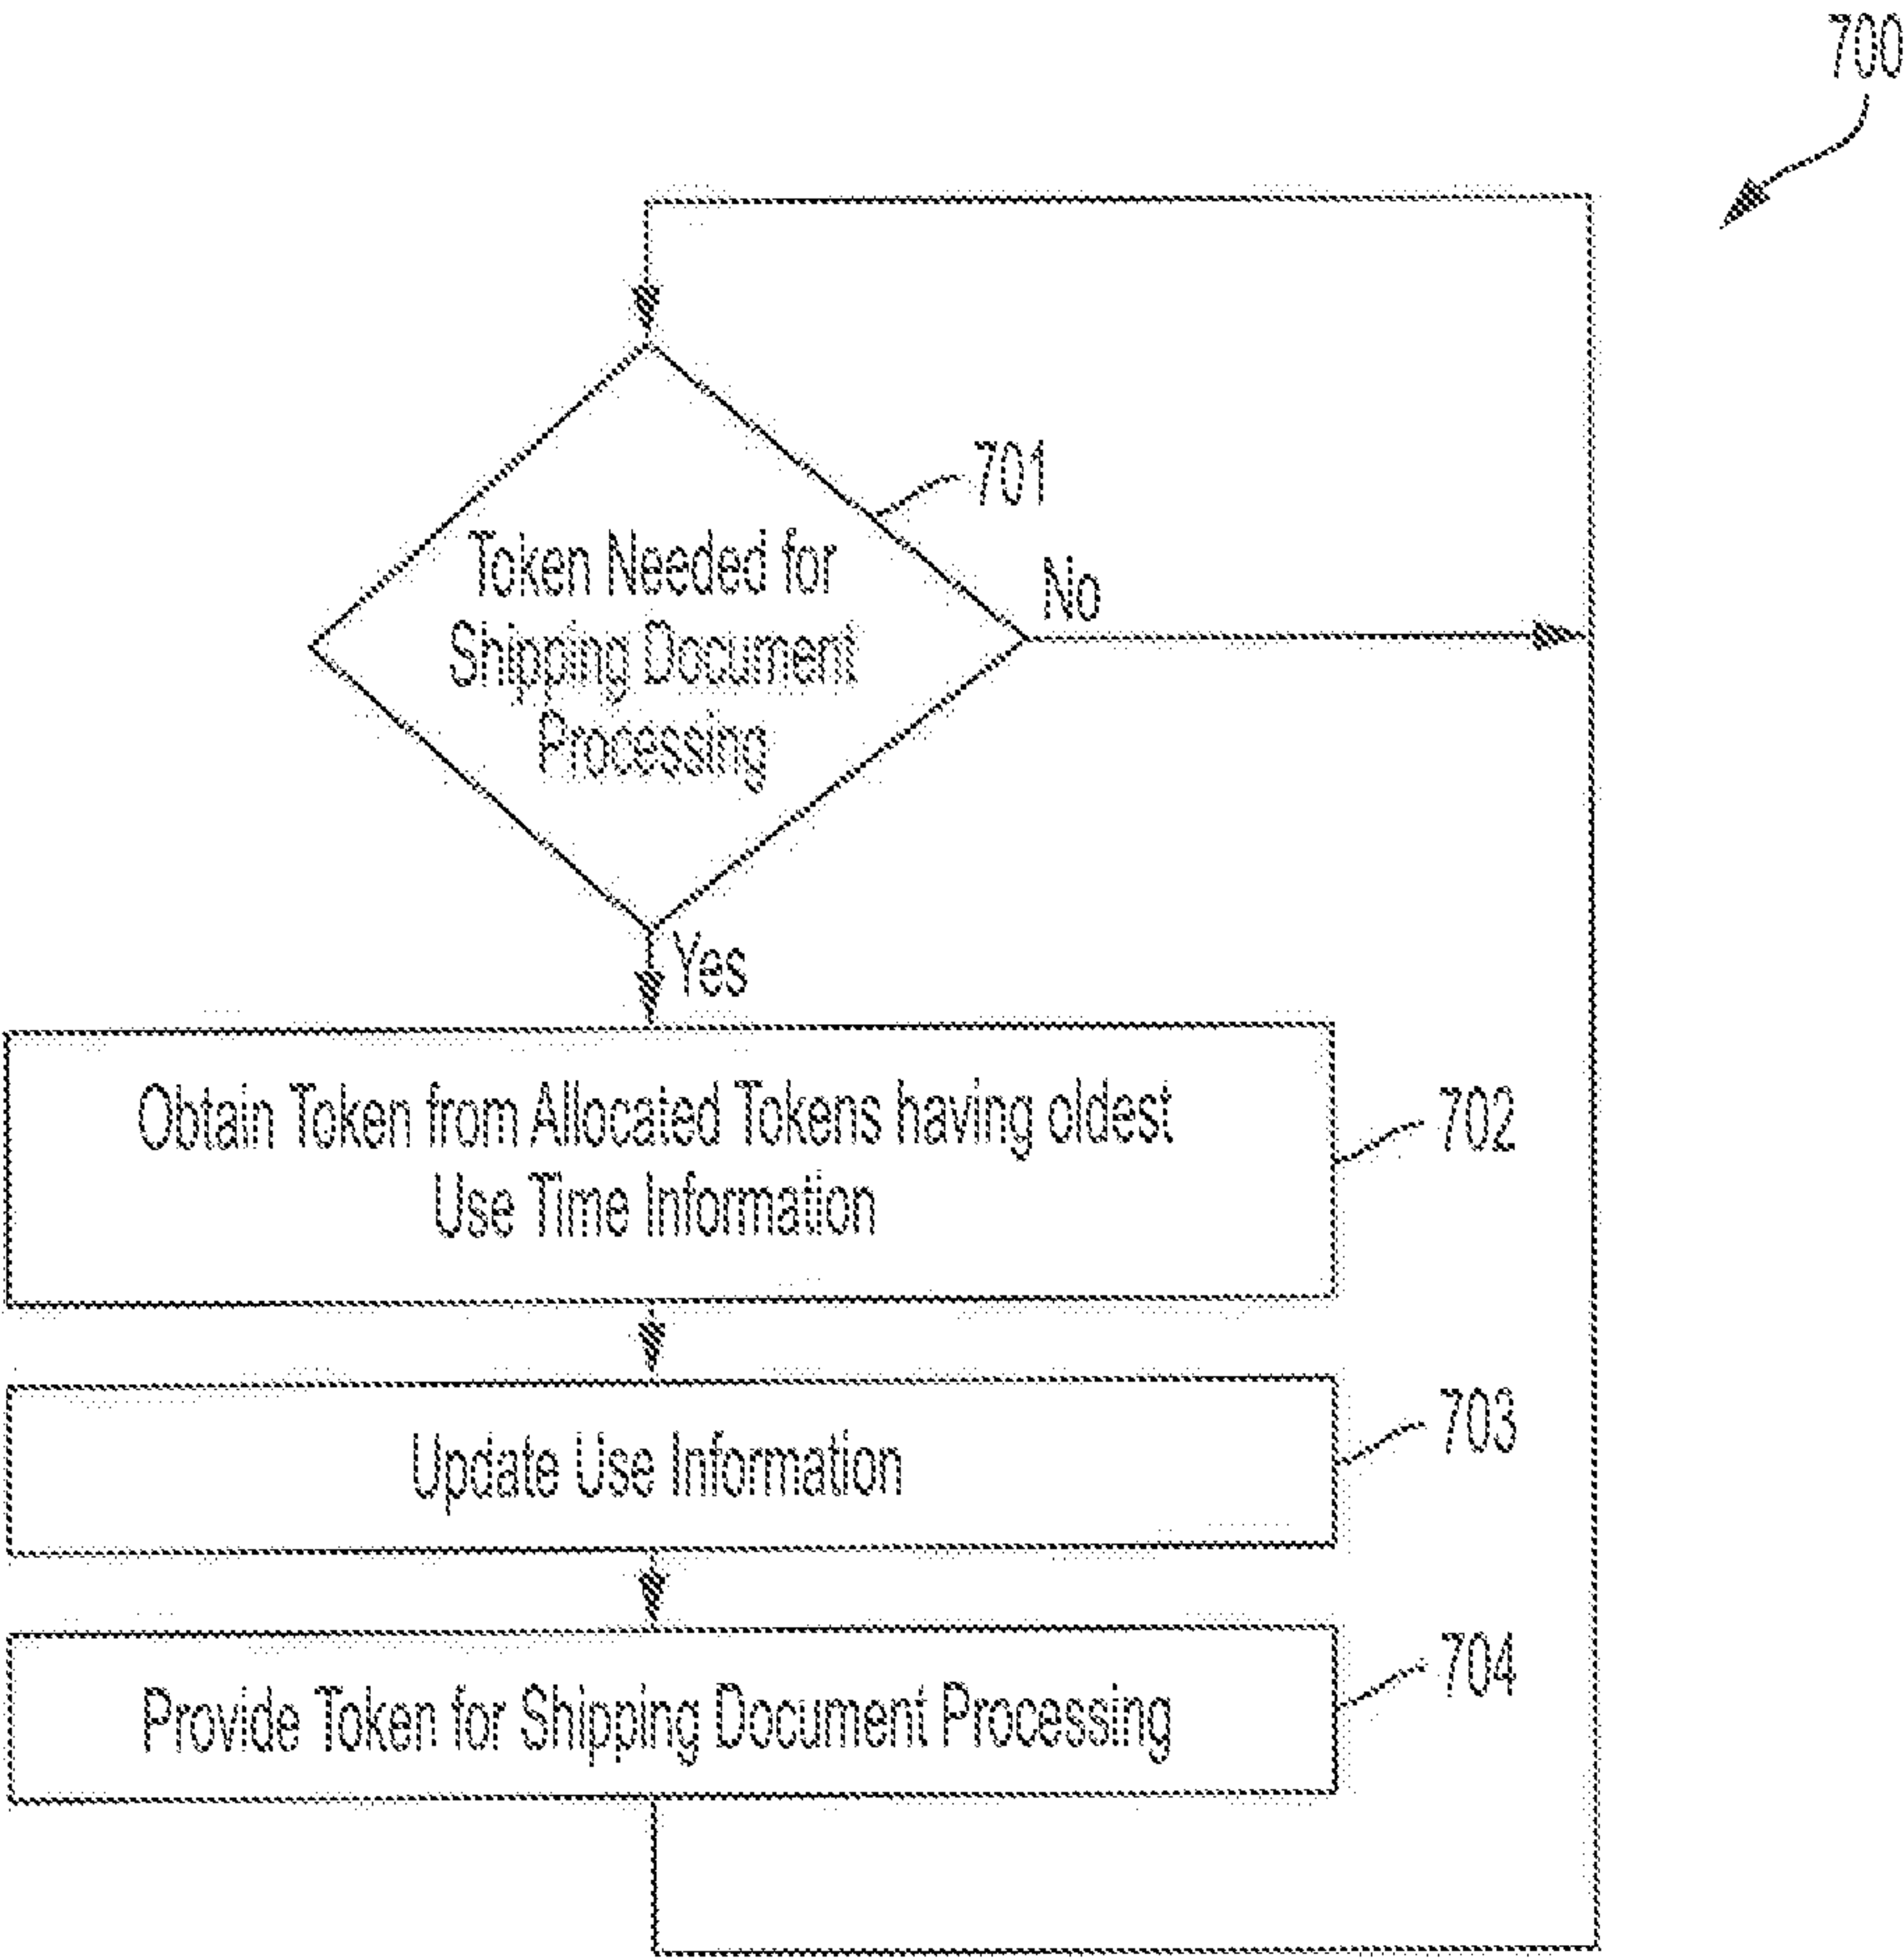 700
701
Token Needed for
Shipping Document
Processing
No
Yes
Obtain Token from Allocated Tokens having oldest
Use Time Information
702
Update Use Information
703
Provide Token for Shipping Document Processing
704